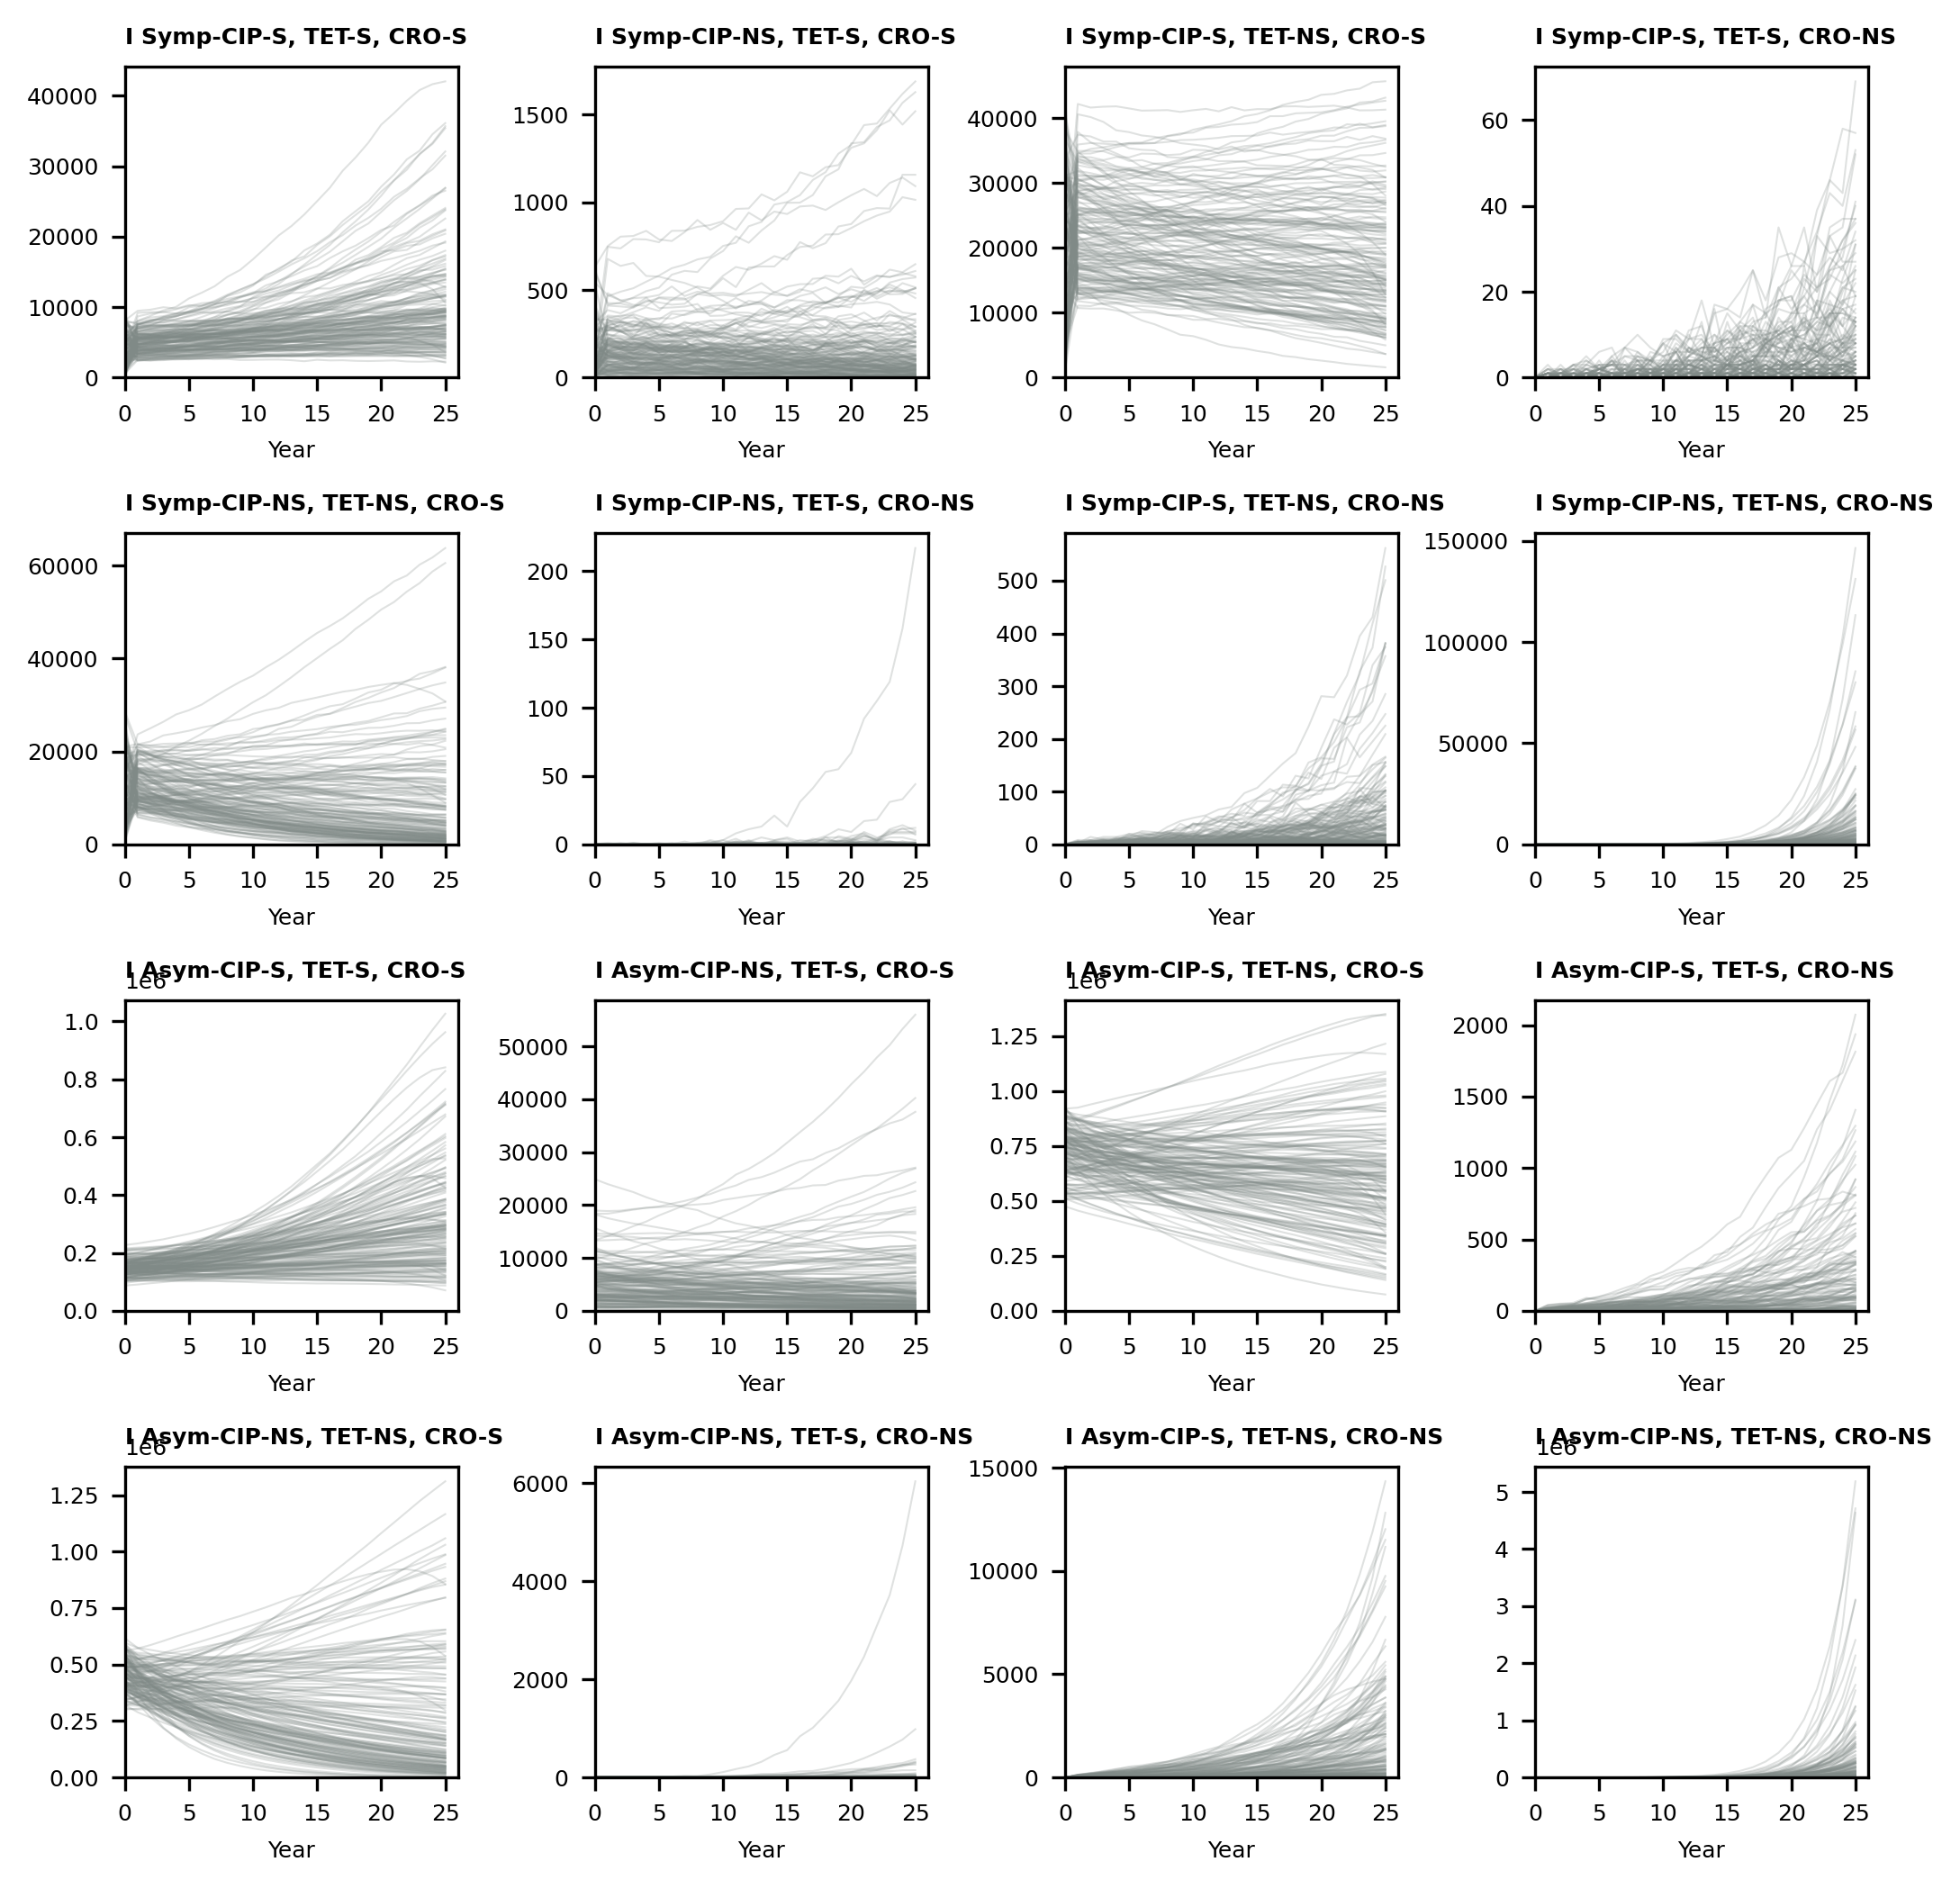 I Symp-CIP-S, TET-S, CRO-S
40000
30000
20000
10000
0
0 5 10 15 20 25
Year
I Symp-CIP-NS, TET-S, CRO-S
1500
1000
500
0
0 5 10 15 20 25
Year
I Symp-CIP-S, TET-NS, CRO-S
40000
30000
20000
10000
0
0 5 10 15 20 25
Year
I Symp-CIP-S, TET-S, CRO-NS
60
40
20
0
0 5 10 15 20 25
Year
I Symp-CIP-NS, TET-NS, CRO-S
60000
40000
20000
0
0 5 10 15 20 25
Year
I Symp-CIP-NS, TET-S, CRO-NS
200
150
100
50
0
0 5 10 15 20 25
Year
I Symp-CIP-S, TET-NS, CRO-NS
500
400
300
200
100
0
0 5 10 15 20 25
Year
I Symp-CIP-NS, TET-NS, CRO-NS
150000
100000
50000
0
0 5 10 15 20 25
Year
I Asym-CIP-S, TET-S, CRO-S
1e6
1.0
0.8
0.6
0.4
0.2
0.0
0 5 10 15 20 25
Year
I Asym-CIP-NS, TET-S, CRO-S
50000
40000
30000
20000
10000
0
0 5 10 15 20 25
Year
I Asym-CIP-S, TET-NS, CRO-S
1e6
1.25
1.00
0.75
0.50
0.25
0.00
0 5 10 15 20 25
Year
I Asym-CIP-S, TET-S, CRO-NS
2000
1500
1000
500
0
0 5 10 15 20 25
Year
I Asym-CIP-NS, TET-NS, CRO-S
1e6
1.25
1.00
0.75
0.50
0.25
0.00
0 5 10 15 20 25
Year
I Asym-CIP-NS, TET-S, CRO-NS
6000
4000
2000
0
0 5 10 15 20 25
Year
I Asym-CIP-S, TET-NS, CRO-NS
15000
10000
5000
0
0 5 10 15 20 25
Year
I Asym-CIP-NS, TET-NS, CRO-NS
1e6
5
4
3
2
1
0
0 5 10 15 20 25
Year